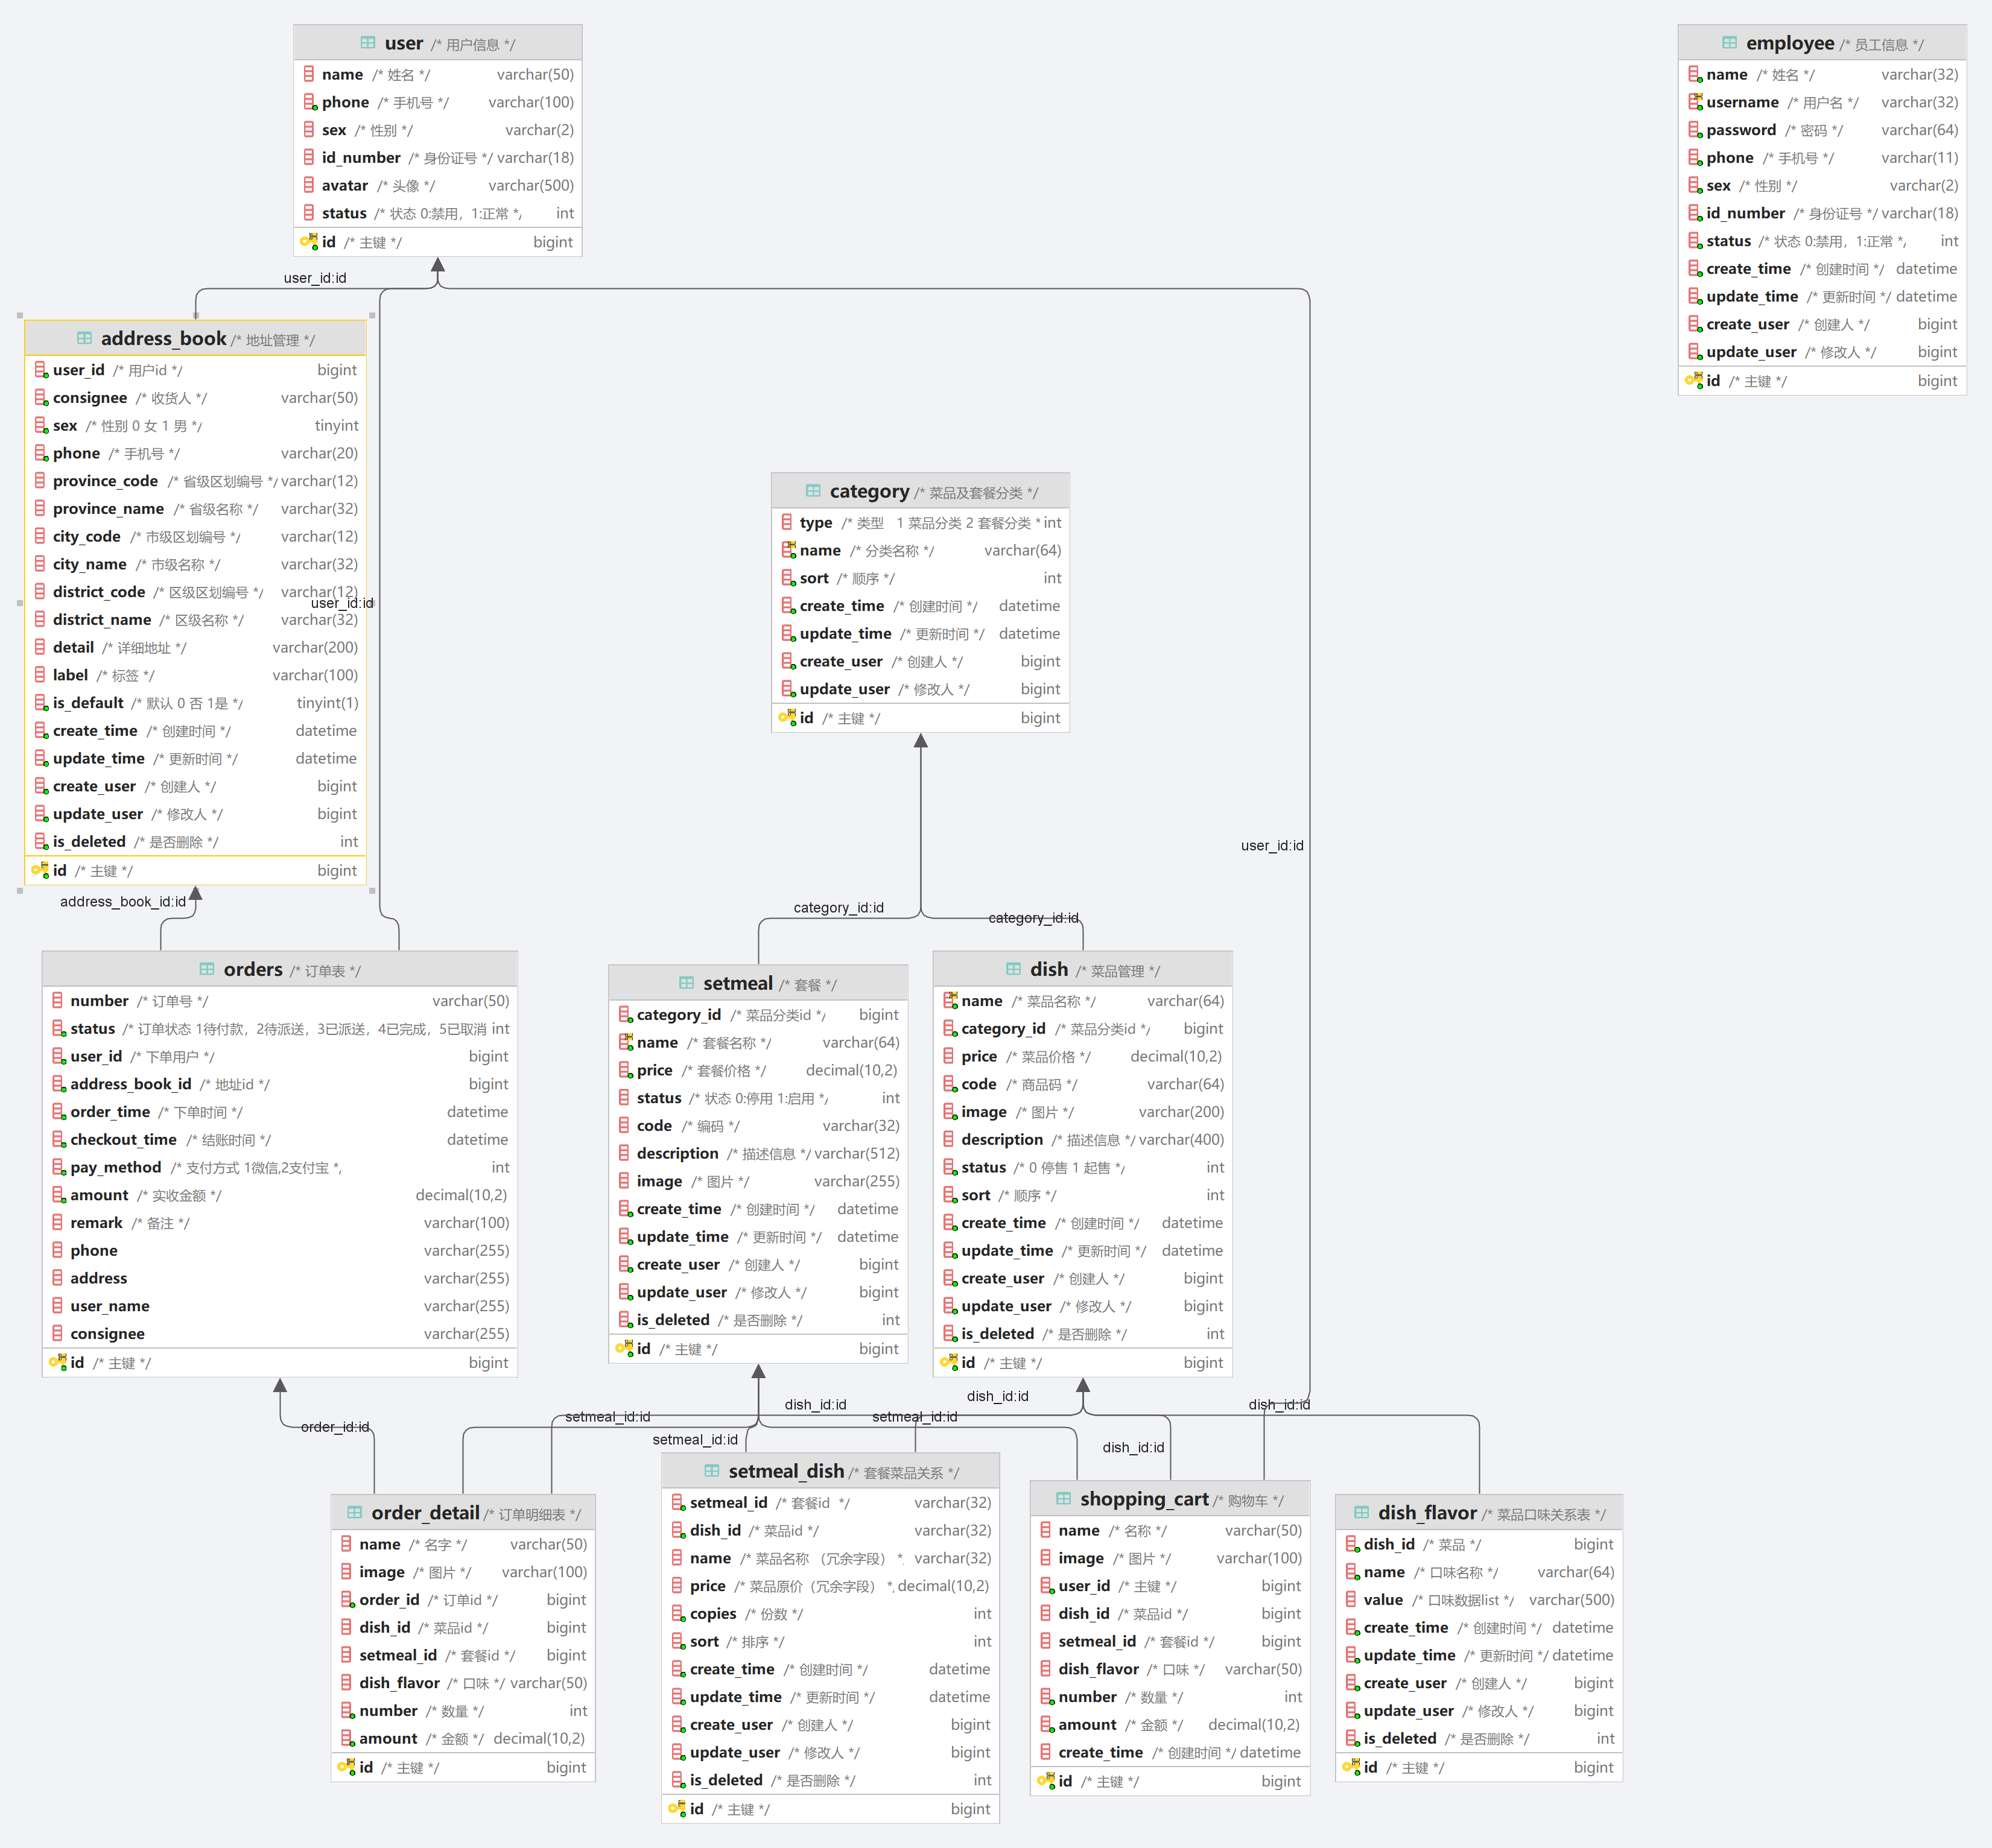 user /* 用户信息 */
name /* 姓名 */ varchar(50)
phone /* 手机号 */ varchar(100)
sex /* 性别 */ varchar(2)
id_number /* 身份证号 */ varchar(18)
avatar /* 头像 */ varchar(500)
status /* 状态 0:禁用，1:正常 */ int
id /* 主键 */ bigint
employee /* 员工信息 */
name /* 姓名 */ varchar(32)
username /* 用户名 */ varchar(32)
password /* 密码 */ varchar(64)
phone /* 手机号 */ varchar(11)
sex /* 性别 */ varchar(2)
id_number /* 身份证号 */ varchar(18)
status /* 状态 0:禁用，1:正常 */ int
create_time /* 创建时间 */ datetime
update_time /* 更新时间 */ datetime
create_user /* 创建人 */ bigint
update_user /* 修改人 */ bigint
id /* 主键 */ bigint
user_id:id
address_book /* 地址管理 */
user_id /* 用户id */ bigint
consignee /* 收货人 */ varchar(50)
sex /* 性别 0 女 1 男 */ tinyint
phone /* 手机号 */ varchar(20)
province_code /* 省级区划编号 */ varchar(12)
province_name /* 省级名称 */ varchar(32)
city_code /* 市级区划编号 */ varchar(12)
city_name /* 市级名称 */ varchar(32)
district_code /* 区级区划编号 */ varchar(12)
user_id:id
district_name /* 区级名称 */ varchar(32)
detail /* 详细地址 */ varchar(200)
label /* 标签 */ varchar(100)
is_default /* 默认 0 否 1是 */ tinyint(1)
create_time /* 创建时间 */ datetime
update_time /* 更新时间 */ datetime
create_user /* 创建人 */ bigint
update_user /* 修改人 */ bigint
is_deleted /* 是否删除 */ int
id /* 主键 */ bigint
category /* 菜品及套餐分类 */
type /* 类型 1 菜品分类 2 套餐分类 * int
name /* 分类名称 */ varchar(64)
sort /* 顺序 */ int
create_time /* 创建时间 */ datetime
update_time /* 更新时间 */ datetime
create_user /* 创建人 */ bigint
update_user /* 修改人 */ bigint
id /* 主键 */ bigint
user_id:id
address_book_id:id
category_id:id
category_id:id
orders /* 订单表 */
number /* 订单号 */ varchar(50)
status /* 订单状态 1待付款，2待派送，3已派送，4已完成，5已取消 int
user_id /* 下单用户 */ bigint
address_book_id /* 地址id */ bigint
order_time /* 下单时间 */ datetime
checkout_time /* 结账时间 */ datetime
pay_method /* 支付方式 1微信,2支付宝 */ int
amount /* 实收金额 */ decimal(10,2)
remark /* 备注 */ varchar(100)
phone varchar(255)
address varchar(255)
user_name varchar(255)
consignee varchar(255)
id /* 主键 */ bigint
setmeal /* 套餐 */
category_id /* 菜品分类id */ bigint
name /* 套餐名称 */ varchar(64)
price /* 套餐价格 */ decimal(10,2)
status /* 状态 0:停用 1:启用 */ int
code /* 编码 */ varchar(32)
description /* 描述信息 */ varchar(512)
image /* 图片 */ varchar(255)
create_time /* 创建时间 */ datetime
update_time /* 更新时间 */ datetime
create_user /* 创建人 */ bigint
update_user /* 修改人 */ bigint
is_deleted /* 是否删除 */ int
id /* 主键 */ bigint
dish /* 菜品管理 */
name /* 菜品名称 */ varchar(64)
category_id /* 菜品分类id */ bigint
price /* 菜品价格 */ decimal(10,2)
code /* 商品码 */ varchar(64)
image /* 图片 */ varchar(200)
description /* 描述信息 */ varchar(400)
status /* 0 停售 1 起售 */ int
sort /* 顺序 */ int
create_time /* 创建时间 */ datetime
update_time /* 更新时间 */ datetime
create_user /* 创建人 */ bigint
update_user /* 修改人 */ bigint
is_deleted /* 是否删除 */ int
id /* 主键 */ bigint
order_id:id
setmeal_id:id
dish_id:id
setmeal_id:id
setmeal_id:id
dish_id:id
dish_id:id
dish_id:id
order_detail /* 订单明细表 */
name /* 名字 */ varchar(50)
image /* 图片 */ varchar(100)
order_id /* 订单id */ bigint
dish_id /* 菜品id */ bigint
setmeal_id /* 套餐id */ bigint
dish_flavor /* 口味 */ varchar(50)
number /* 数量 */ int
amount /* 金额 */ decimal(10,2)
id /* 主键 */ bigint
setmeal_dish /* 套餐菜品关系 */
setmeal_id /* 套餐id */ varchar(32)
dish_id /* 菜品id */ varchar(32)
name /* 菜品名称 （冗余字段） * varchar(32)
price /* 菜品原价（冗余字段） * decimal(10,2)
copies /* 份数 */ int
sort /* 排序 */ int
create_time /* 创建时间 */ datetime
update_time /* 更新时间 */ datetime
create_user /* 创建人 */ bigint
update_user /* 修改人 */ bigint
is_deleted /* 是否删除 */ int
id /* 主键 */ bigint
shopping_cart /* 购物车 */
name /* 名称 */ varchar(50)
image /* 图片 */ varchar(100)
user_id /* 主键 */ bigint
dish_id /* 菜品id */ bigint
setmeal_id /* 套餐id */ bigint
dish_flavor /* 口味 */ varchar(50)
number /* 数量 */ int
amount /* 金额 */ decimal(10,2)
create_time /* 创建时间 */ datetime
id /* 主键 */ bigint
dish_flavor /* 菜品口味关系表 */
dish_id /* 菜品 */ bigint
name /* 口味名称 */ varchar(64)
value /* 口味数据list */ varchar(500)
create_time /* 创建时间 */ datetime
update_time /* 更新时间 */ datetime
create_user /* 创建人 */ bigint
update_user /* 修改人 */ bigint
is_deleted /* 是否删除 */ int
id /* 主键 */ bigint